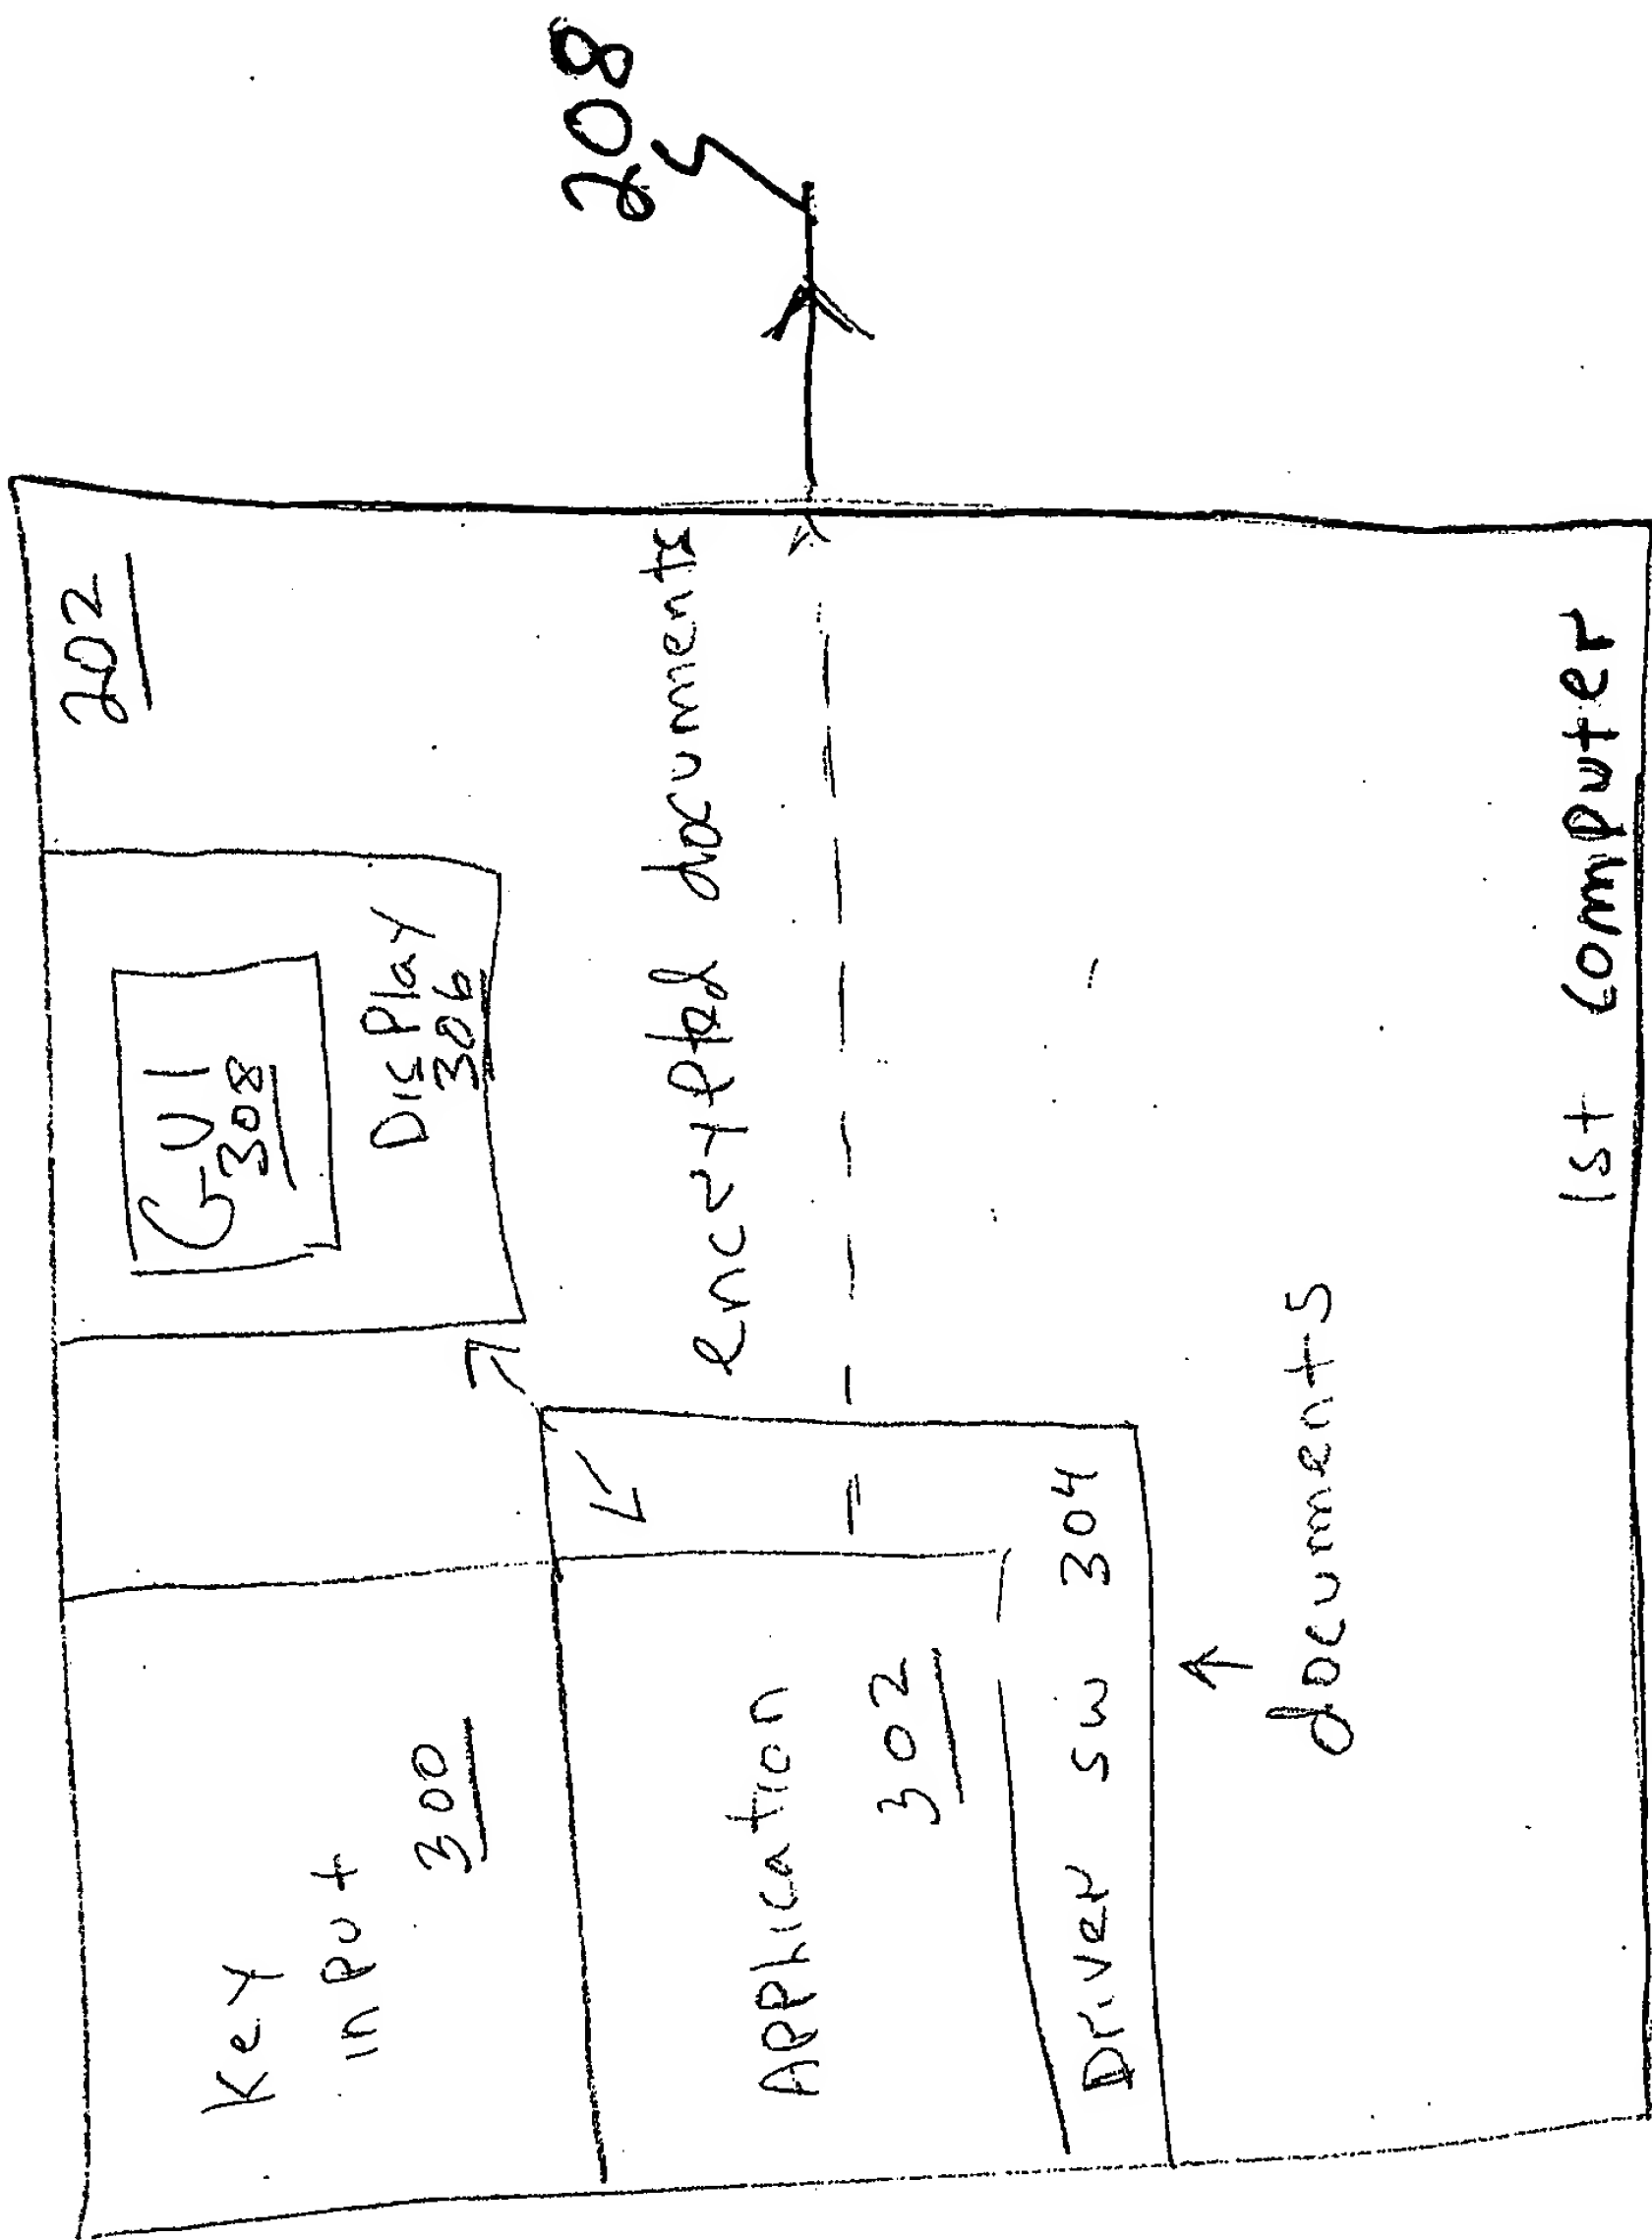 208
202
GUI
308
Display
306
Key
input
300
encrypted documents
Application
302
Driver SW 304
documents
1st Computer